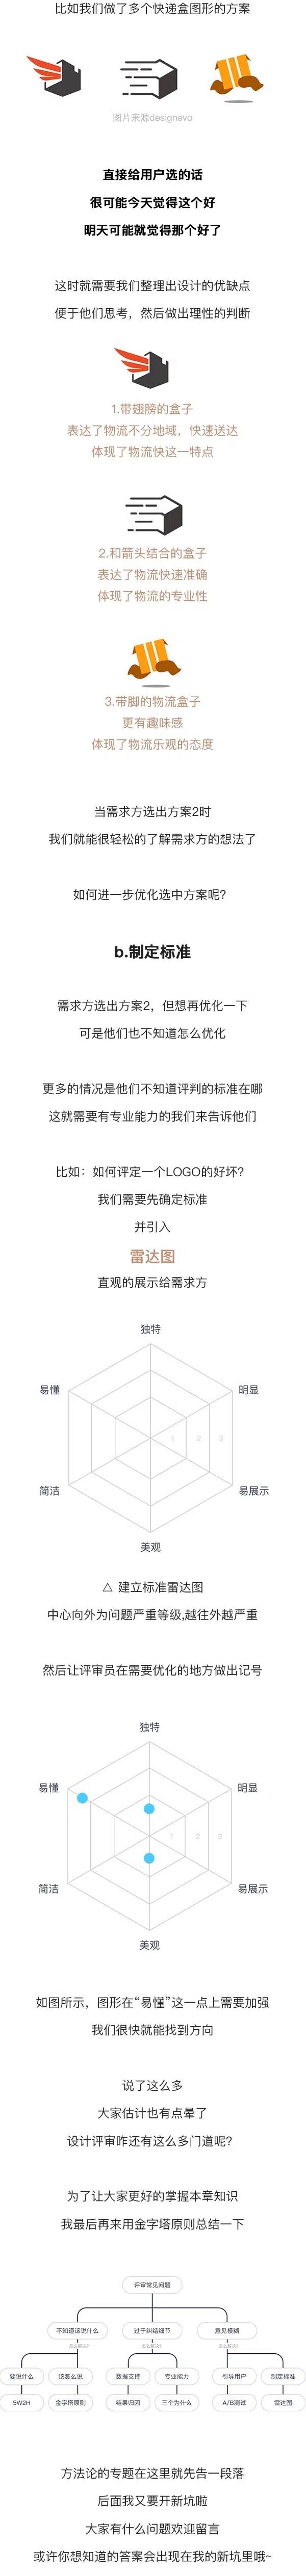 比如我们做了多个快递盒图形的方案
图片来源designevo
直接给用户选的话
很可能今天觉得这个好
明天可能就觉得那个好了
这时就需要我们整理出设计的优缺点
便于他们思考，然后做出理性的判断
1.带翅膀的盒子
表达了物流不分地域，快速送达
体现了物流快这一特点
2.和箭头结合的盒子
表达了物流快速准确
体现了物流的专业性
3.带脚的物流盒子
更有趣味感
体现了物流乐观的态度
当需求方选出方案2时
我们就能很轻松的了解需求方的想法了
如何进一步优化选中方案呢?
b.制定标准
需求方选出方案2，但想再优化一下
可是他们也不知道怎么优化
更多的情况是他们不知道评判的标准在哪
这就需要有专业能力的我们来告诉他们
比如：如何评定一个LOGO的好坏?
我们需要先确定标准
并引入
雷达图
直观的展示给需求方
独特
易懂 明显
1 2 3
简洁 易展示
美观
△ 建立标准雷达图
中心向外为问题严重等级,越往外越严重
然后让评审员在需要优化的地方做出记号
独特
易懂 明显
1 2 3
简洁 易展示
美观
如图所示，图形在“易懂”这一点上需要加强
我们很快就能找到方向
说了这么多
大家估计也有点晕了
设计评审咋还有这么多门道呢?
为了让大家更好的掌握本章知识
我最后再来用金字塔原则总结一下
评审常见问题
不知道该说什么 过于纠结细节 意见模糊
怎么解决? 怎么解决? 怎么解决?
要说什么 该怎么说 数据支持 专业能力 引导用户 制定标准
5W2H 金字塔原则 结果归因 三个为什么 A/B测试 雷达图
方法论的专题在这里就先告一段落
后面我又要开新坑啦
大家有什么问题欢迎留言
或许你想知道的答案会出现在我的新坑里哦~